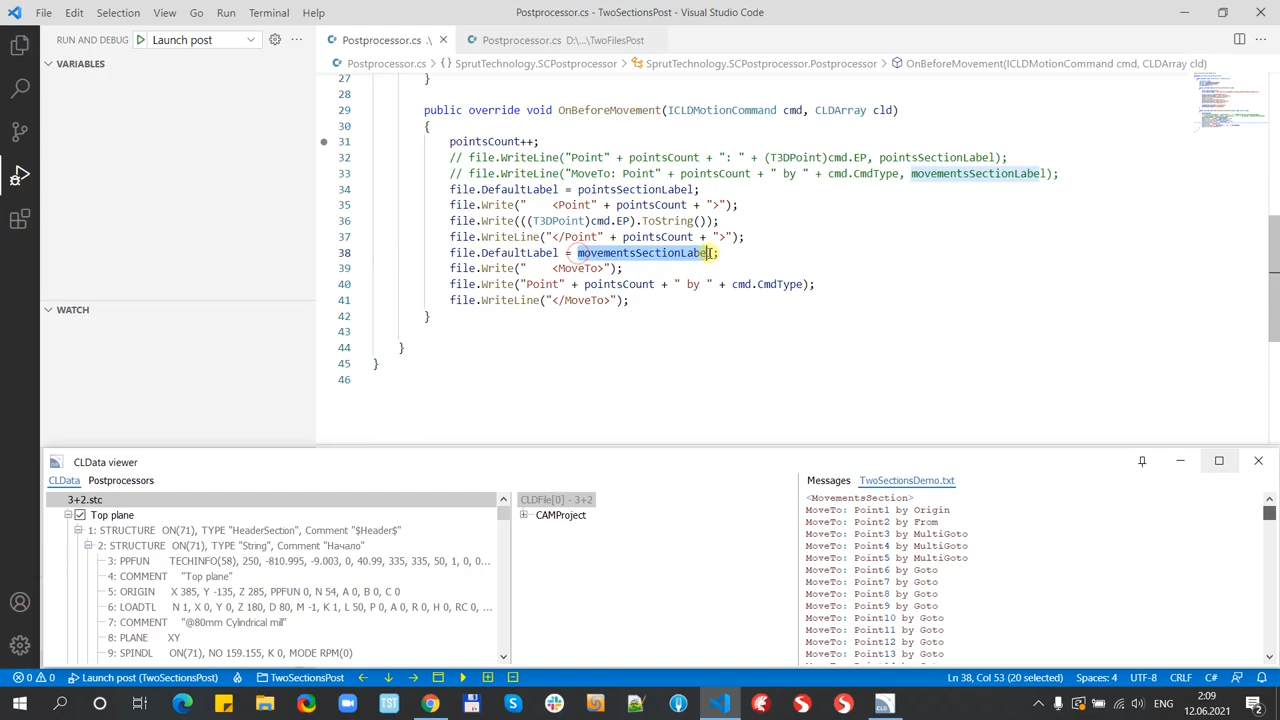 File Edit Selection View Go Run Terminal Help Postprocessor.cs - TwoSectionsPost - Visual Studio Code
RUN AND DEBUG Launch post
Postprocessor.cs .\
Postprocessor.cs D:\...\TwoFilesPost
Postprocessor.cs > {} SprutTechnology.SCPostprocessor > SprutTechnology.SCPostprocessor.Postprocessor > OnBeforeMovement(ICLDMotionCommand cmd, CLDArray cld)
VARIABLES
WATCH
27 }
28
29 public override void OnBeforeMovement(ICLDMotionCommand cmd, CLDArray cld)
30 {
31 pointsCount++;
32 // file.WriteLine("Point" + pointsCount + ": " + (T3DPoint)cmd.EP, pointsSectionLabel);
33 // file.WriteLine("MoveTo: Point" + pointsCount + " by " + cmd.CmdType, movementsSectionLabel);
34 file.DefaultLabel = pointsSectionLabel;
35 file.Write("    <Point" + pointsCount + ">");
36 file.Write(((T3DPoint)cmd.EP).ToString());
37 file.WriteLine("</Point" + pointsCount + ">");
38 file.DefaultLabel = movementsSectionLabel;
39 file.Write("    <MoveTo>");
40 file.Write("Point" + pointsCount + " by " + cmd.CmdType);
41 file.WriteLine("</MoveTo>");
42 }
43
44 }
45 }
46
CLData viewer
CLData Postprocessors
3+2.stc
Top plane
1: STRUCTURE ON(71), TYPE "HeaderSection", Comment "$Header$"
2: STRUCTURE ON(71), TYPE "String", Comment "Начало"
3: PPFUN TECHINFO(58), 250, -810.995, -9.003, 0, 40.99, 335, 335, 50, 1, 0, 0...
4: COMMENT "Top plane"
5: ORIGIN X 385, Y -135, Z 285, PPFUN 0, N 54, A 0, B 0, C 0
6: LOADTL N 1, X 0, Y 0, Z 180, D 80, M -1, K 1, L 50, P 0, A 0, R 0, H 0, RC 0, ...
7: COMMENT "@80mm Cylindrical mill"
8: PLANE XY
9: SPINDL ON(71), NO 159.155, K 0, MODE RPM(0)
CLDFile[0] - 3+2
CAMProject
Messages TwoSectionsDemo.txt
<MovementsSection>
MoveTo: Point1 by Origin
MoveTo: Point2 by From
MoveTo: Point3 by MultiGoto
MoveTo: Point4 by MultiGoto
MoveTo: Point5 by MultiGoto
MoveTo: Point6 by Goto
MoveTo: Point7 by Goto
MoveTo: Point8 by Goto
MoveTo: Point9 by Goto
MoveTo: Point10 by Goto
MoveTo: Point11 by Goto
MoveTo: Point12 by Goto
MoveTo: Point13 by Goto
0 0 Launch post (TwoSectionsPost) TwoSectionsPost Ln 38, Col 53 (20 selected) Spaces: 4 UTF-8 CRLF C#
TST
CLD
ENG
2:09
12.06.2021
2